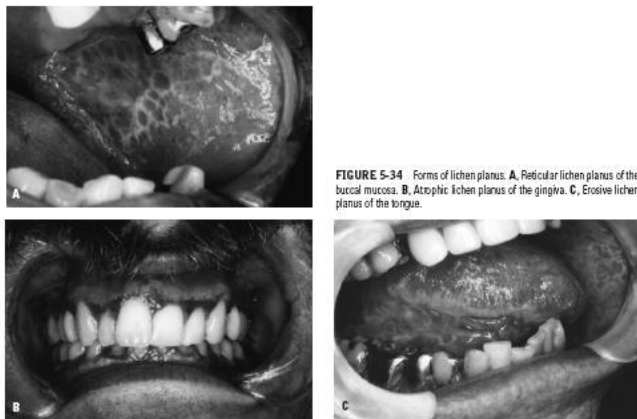 FIGURE 5-34 Forms of lichen planus. A, Reticular lichen planus of the
buccal mucosa. B, Atrophic lichen planus of the gingiva. C, Erosive lichen
planus of the tongue.
A
B
C